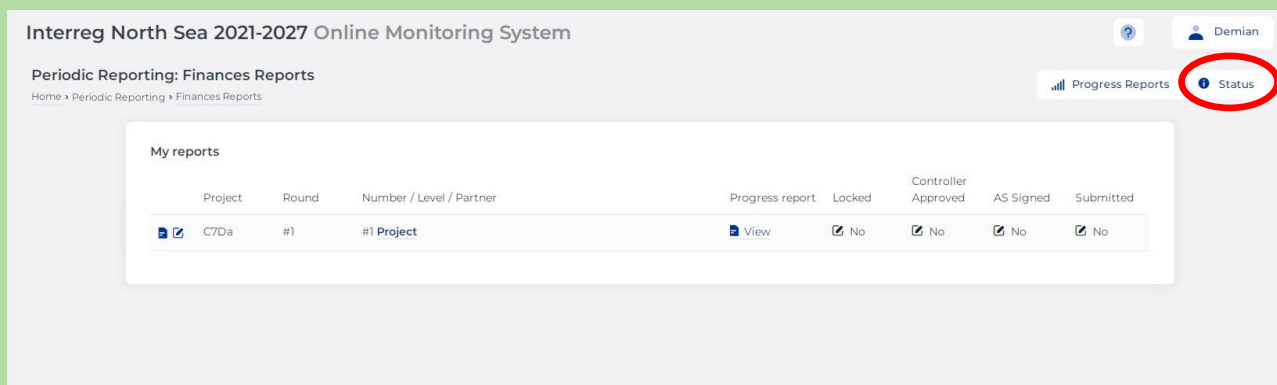 Interreg North Sea 2021-2027 Online Monitoring System
? Demian
Periodic Reporting: Finances Reports
Home › Periodic Reporting › Finances Reports
Progress Reports Status
My reports
Project Round Number / Level / Partner Progress report Locked Controller Approved AS Signed Submitted
C7Da #1 #1 Project View No No No No